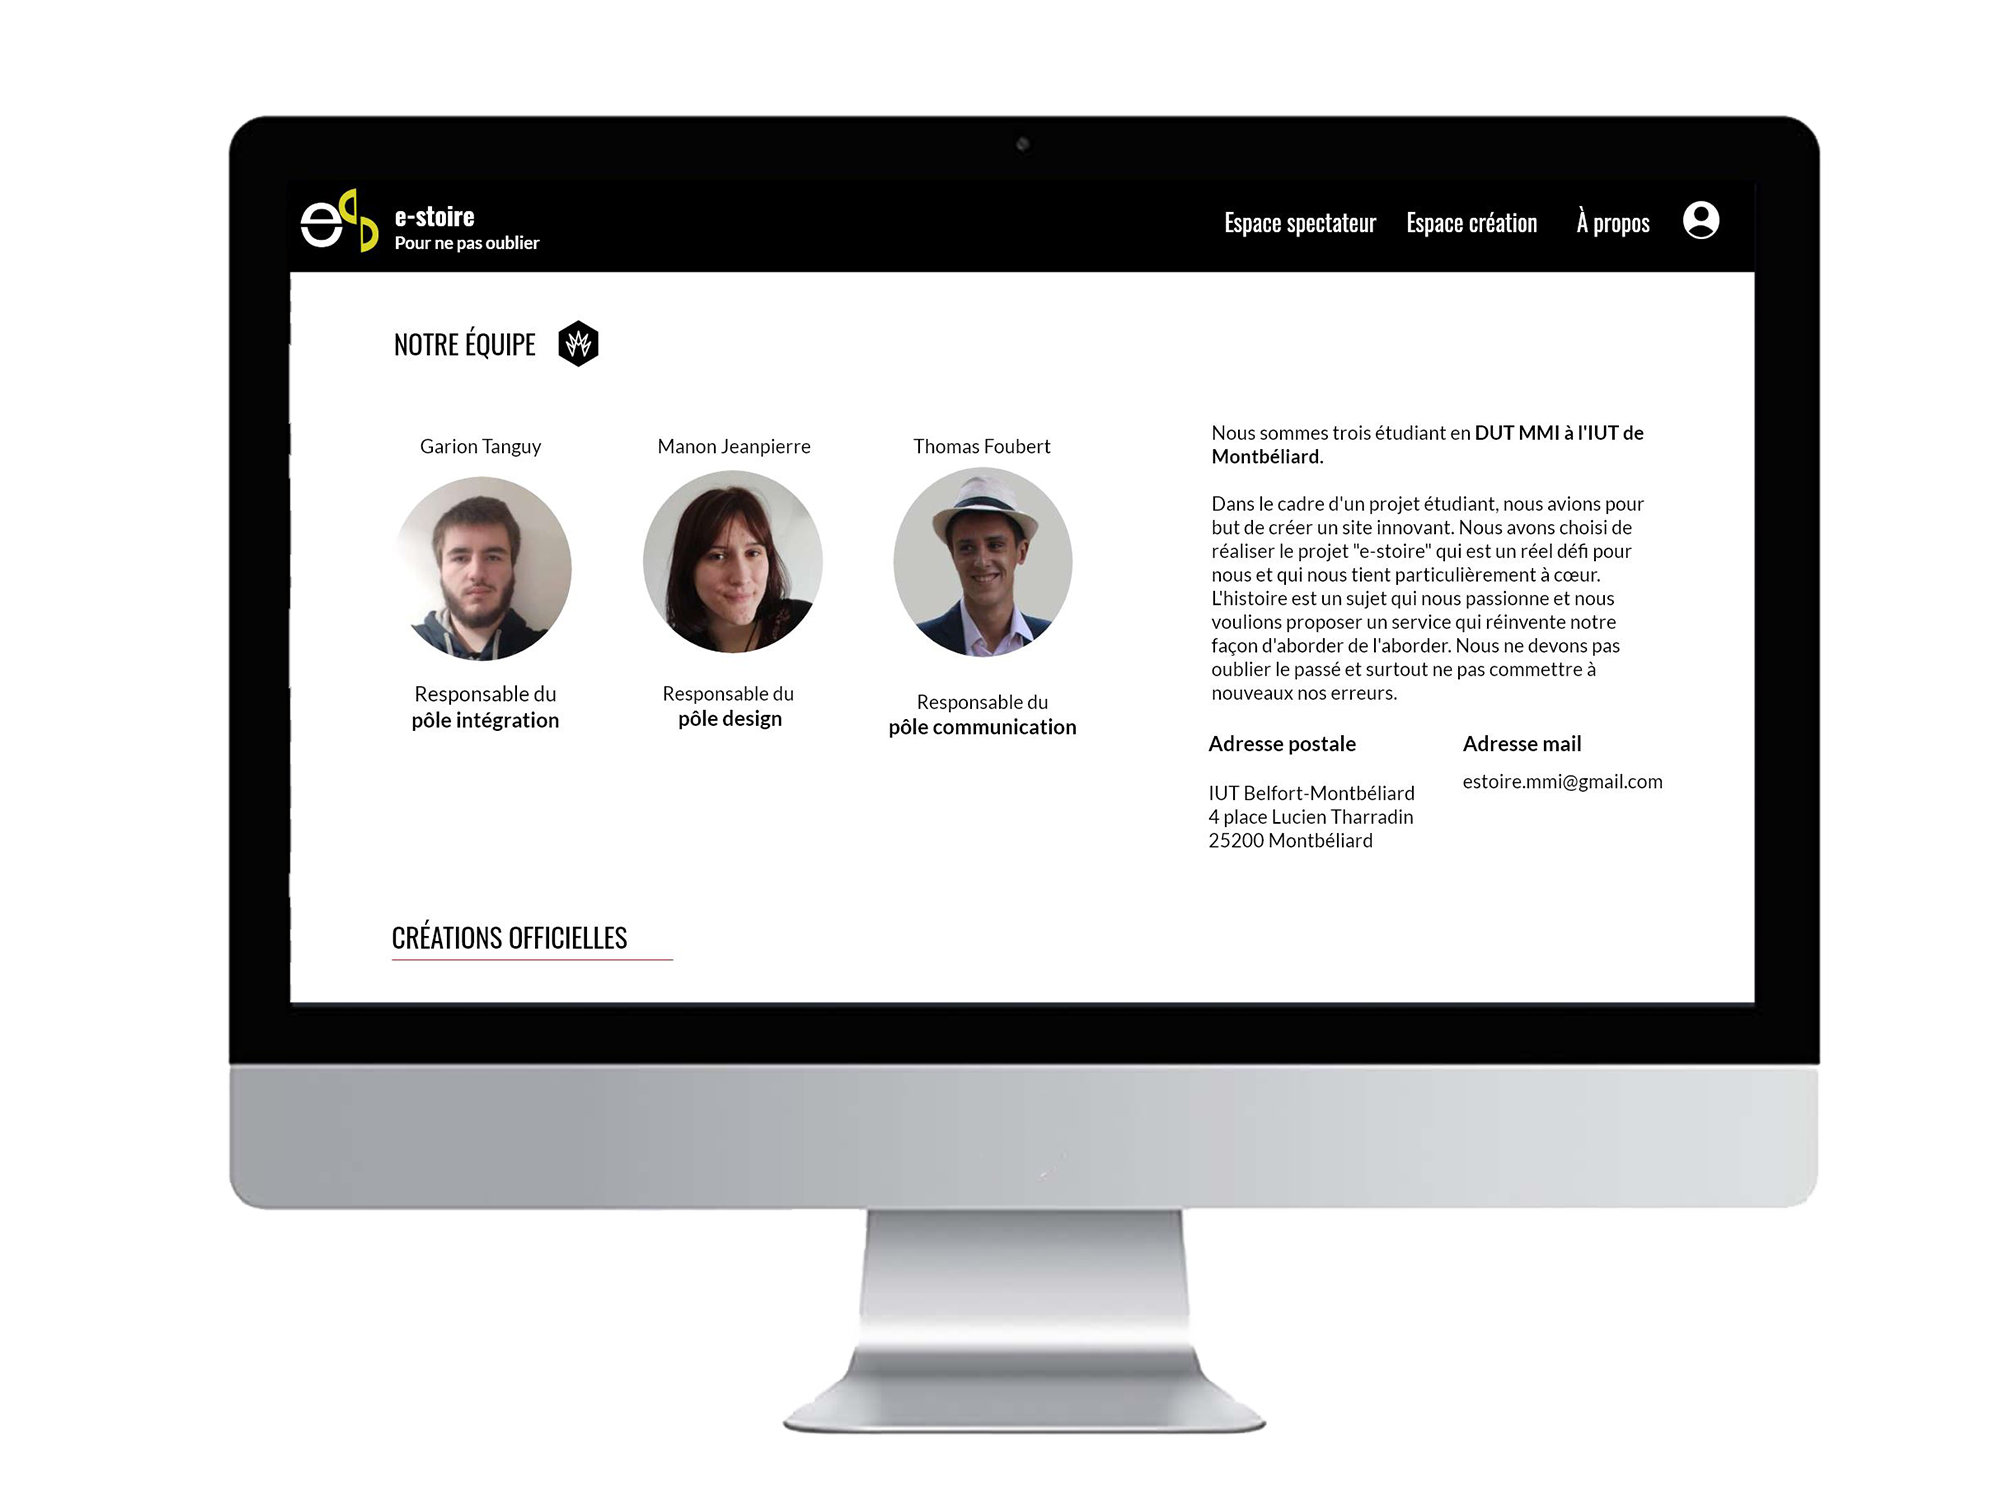 e-stoire
Pour ne pas oublier
Espace spectateur
Espace création
À propos
NOTRE ÉQUIPE
Garion Tanguy
Manon Jeanpierre
Thomas Foubert
Responsable du
pôle intégration
Responsable du
pôle design
Responsable du
pôle communication
Nous sommes trois étudiant en DUT MMI à l'IUT de
Montbéliard.
Dans le cadre d'un projet étudiant, nous avions pour
but de créer un site innovant. Nous avons choisi de
réaliser le projet "e-stoire" qui est un réel défi pour
nous et qui nous tient particulièrement à cœur.
L'histoire est un sujet qui nous passionne et nous
voulions proposer un service qui réinvente notre
façon d'aborder de l'aborder. Nous ne devons pas
oublier le passé et surtout ne pas commettre à
nouveaux nos erreurs.
Adresse postale
IUT Belfort-Montbéliard
4 place Lucien Tharradin
25200 Montbéliard
Adresse mail
estoire.mmi@gmail.com
CRÉATIONS OFFICIELLES